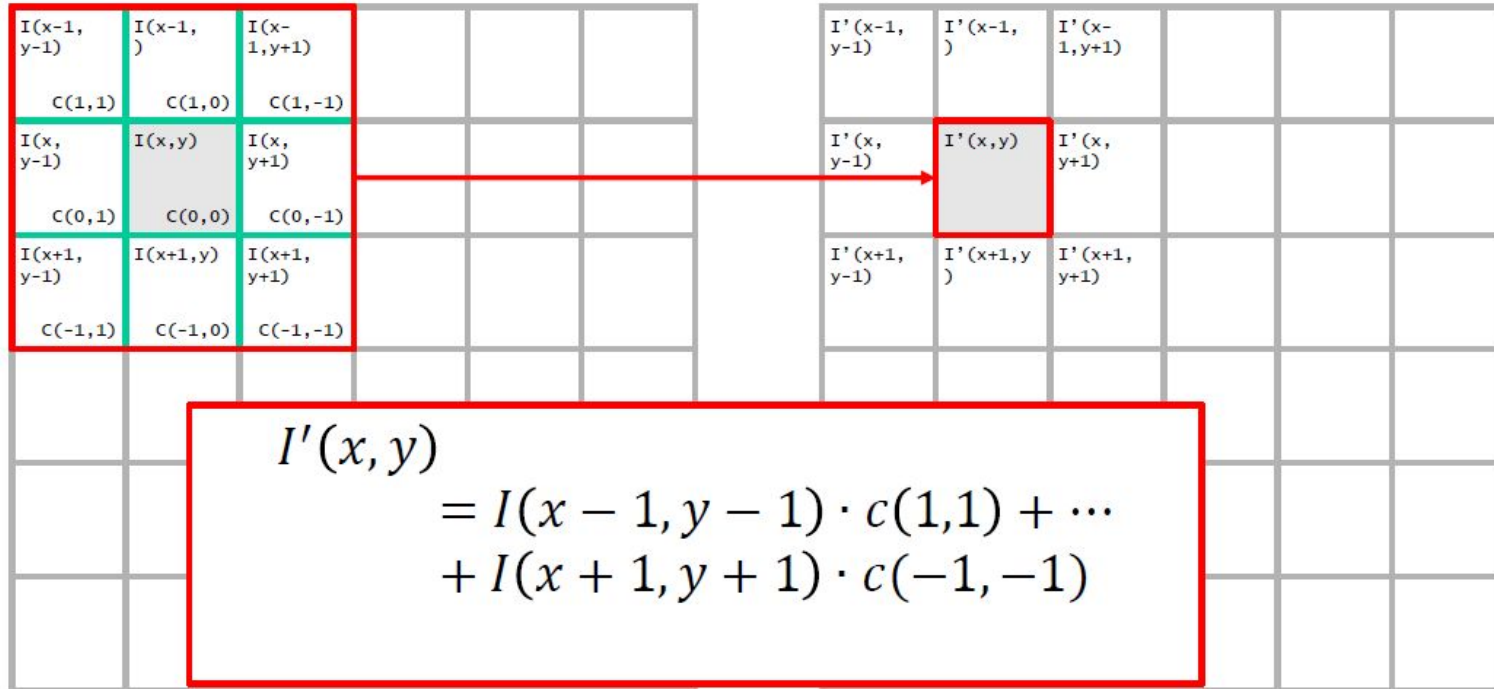 I(x-1,
y-1)
C(1,1)
I(x-1,
)
C(1,0)
I(x-
1,y+1)
C(1,-1)
I(x,
y-1)
C(0,1)
I(x,y)
C(0,0)
I(x,
y+1)
C(0,-1)
I(x+1,
y-1)
C(-1,1)
I(x+1,y)
C(-1,0)
I(x+1,
y+1)
C(-1,-1)
I’(x-1,
y-1)
I’(x-1,
)
I’(x-
1,y+1)
I’(x,
y-1)
I’(x,y)
I’(x,
y+1)
I’(x+1,
y-1)
I’(x+1,y
)
I’(x+1,
y+1)
I′(x, y)
= I(x − 1, y − 1) · c(1,1) + ⋯
+ I(x + 1, y + 1) · c(−1, −1)